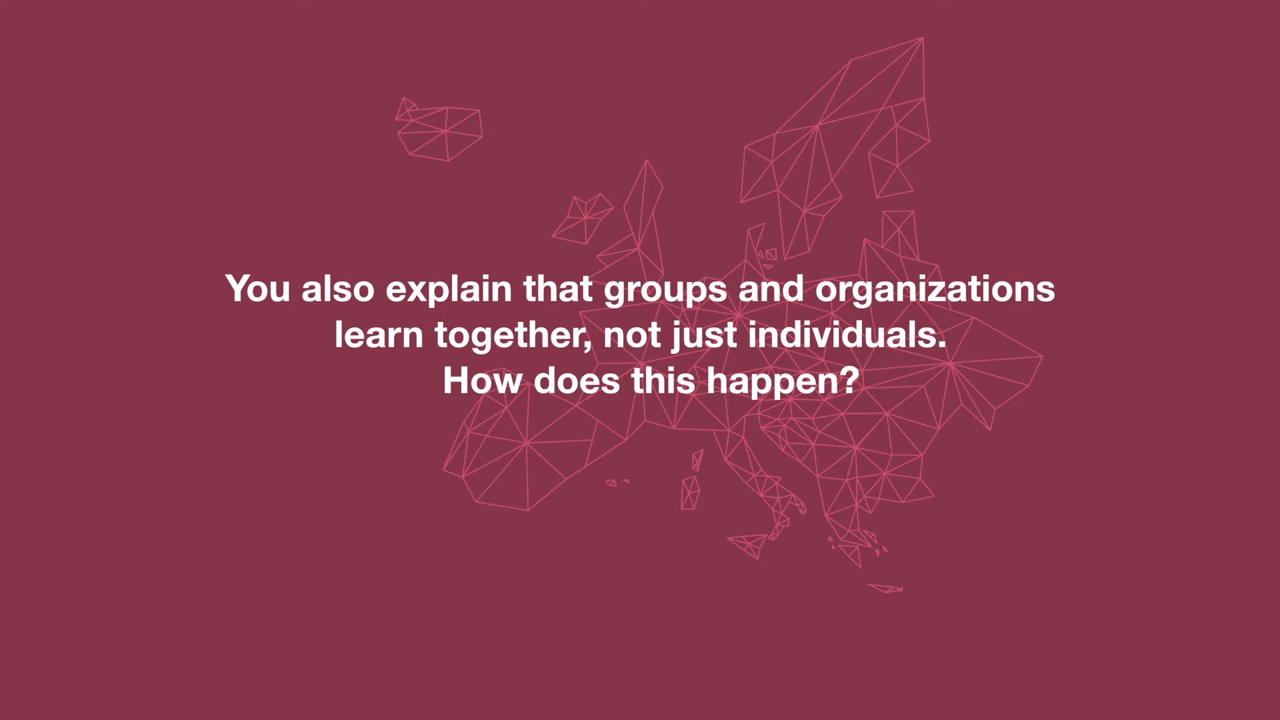 You also explain that groups and organizations
learn together, not just individuals.
How does this happen?